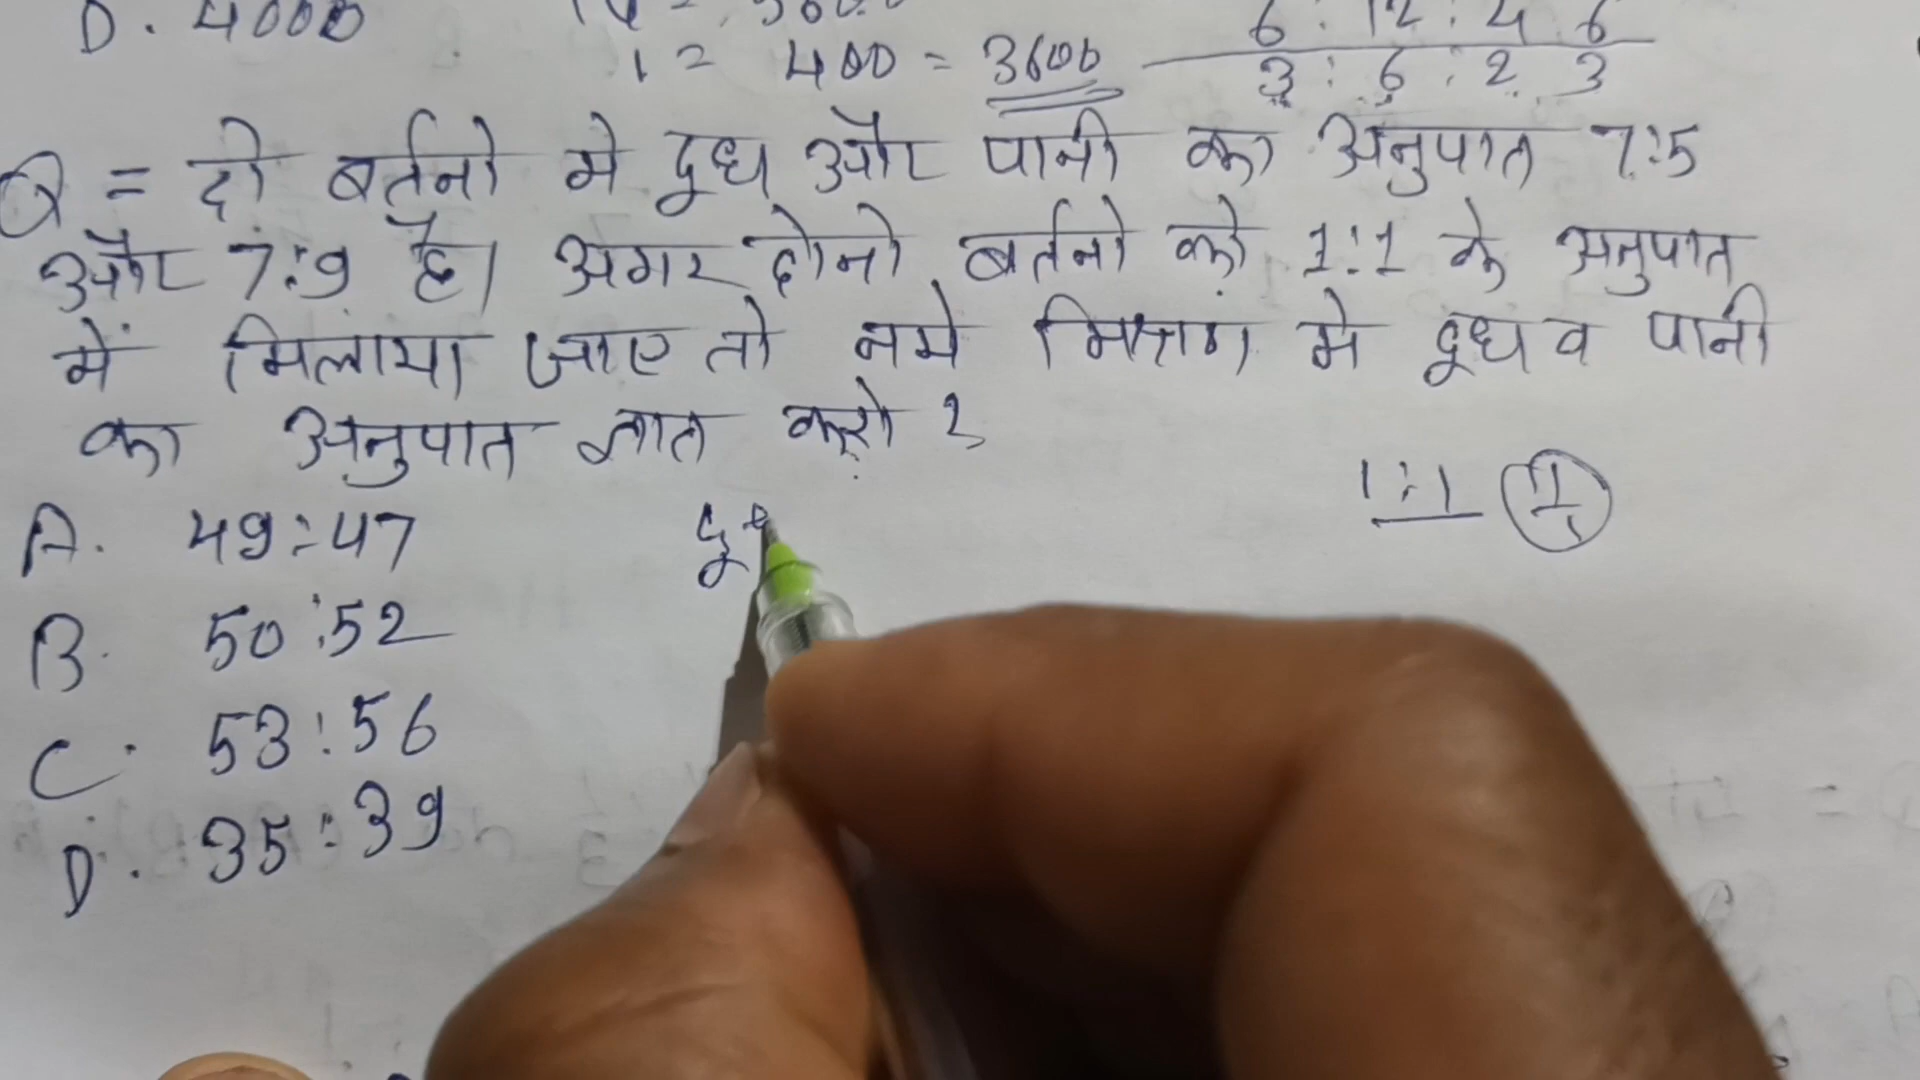 D. 4000
1 = 400 = 3600
6 : 12 : 4 6
3 : 6 : 2 3
Q = दो बर्तनो मे दूध और पानी का अनुपात 7:5
और 7:9 है। अगर दोनो बर्तनो को 1:1 के अनुपात
में मिलाया जाए तो नये मिश्रण मे दूध व पानी
का अनुपात ज्ञात करो ?
1:1
A. 49:47
B. 50:52
C. 53:56
D. 35:39